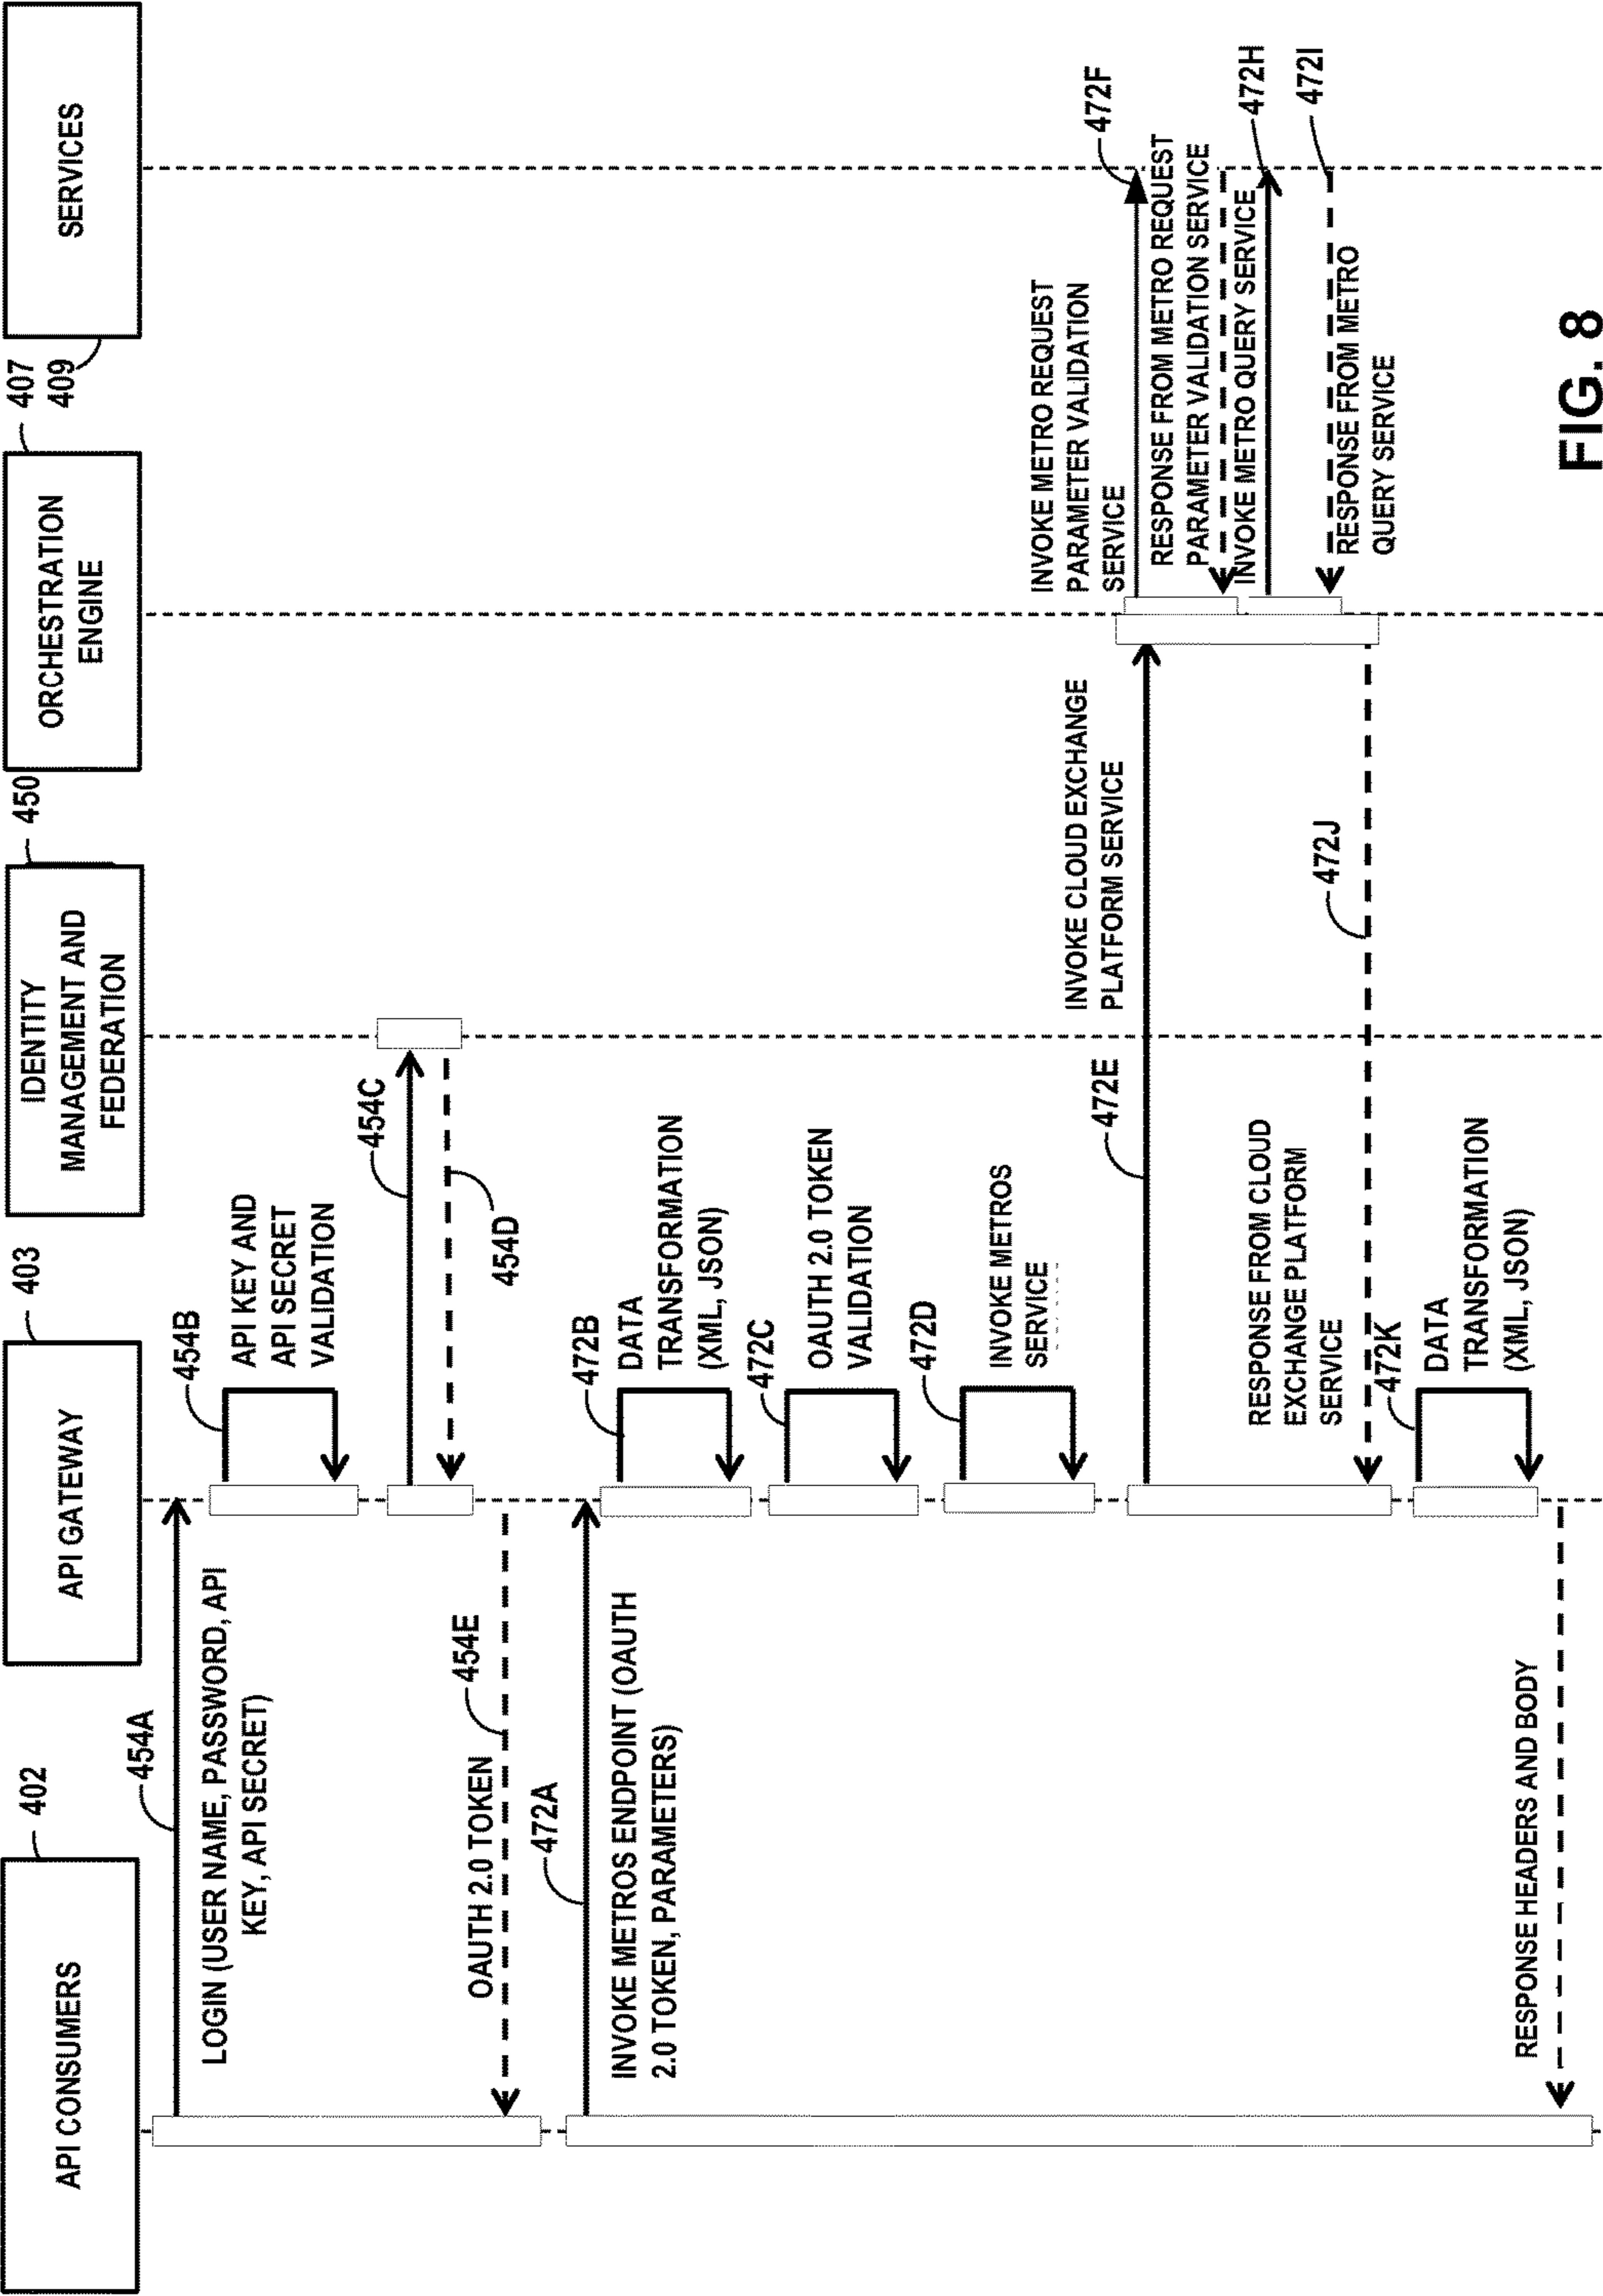 API CONSUMERS
402
API GATEWAY
403
IDENTITY
MANAGEMENT AND
FEDERATION
450
ORCHESTRATION
ENGINE
407
SERVICES
409
454A
LOGIN (USER NAME, PASSWORD, API
KEY, API SECRET)
454B
API KEY AND
API SECRET
VALIDATION
454C
454D
454E
OAUTH 2.0 TOKEN
472A
INVOKE METROS ENDPOINT (OAUTH
2.0 TOKEN, PARAMETERS)
472B
DATA
TRANSFORMATION
(XML, JSON)
472C
OAUTH 2.0 TOKEN
VALIDATION
472D
INVOKE METROS
SERVICE
472E
INVOKE CLOUD EXCHANGE
PLATFORM SERVICE
INVOKE METRO REQUEST
PARAMETER VALIDATION
SERVICE
472F
RESPONSE FROM METRO REQUEST
PARAMETER VALIDATION SERVICE
INVOKE METRO QUERY SERVICE
472H
472I
RESPONSE FROM METRO
QUERY SERVICE
472J
RESPONSE FROM CLOUD
EXCHANGE PLATFORM
SERVICE
472K
DATA
TRANSFORMATION
(XML, JSON)
RESPONSE HEADERS AND BODY
FIG. 8